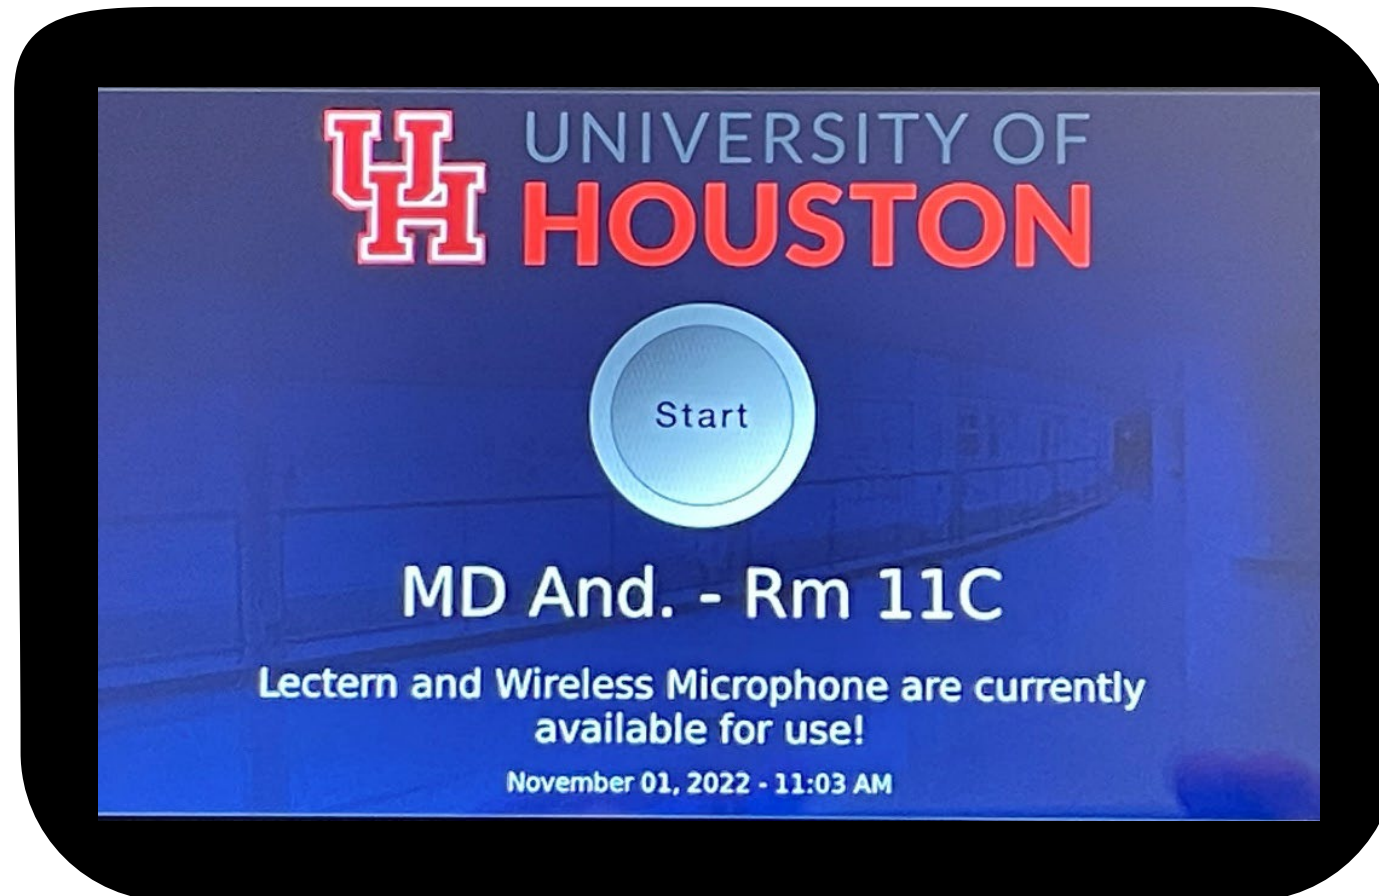 UH
UNIVERSITY OF
HOUSTON
Start
MD And. - Rm 11C
Lectern and Wireless Microphone are currently
available for use!
November 01, 2022 - 11:03 AM